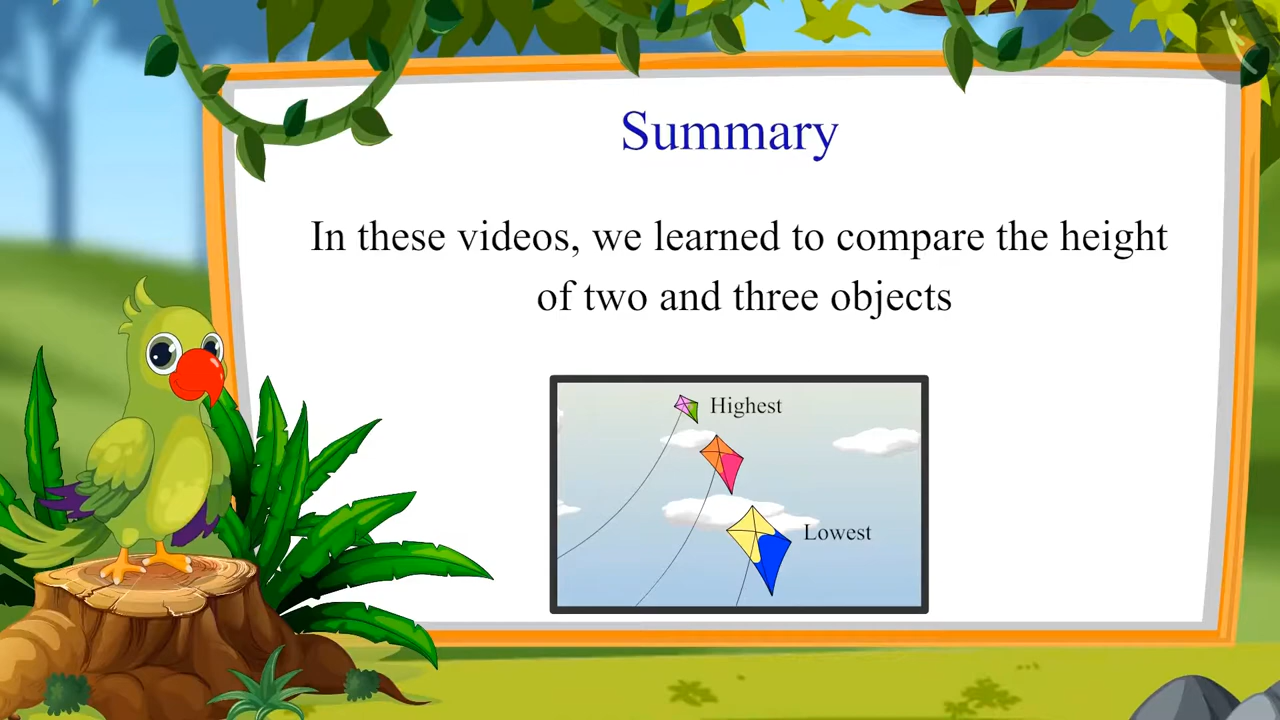 Summary
In these videos, we learned to compare the height
of two and three objects
Highest
Lowest